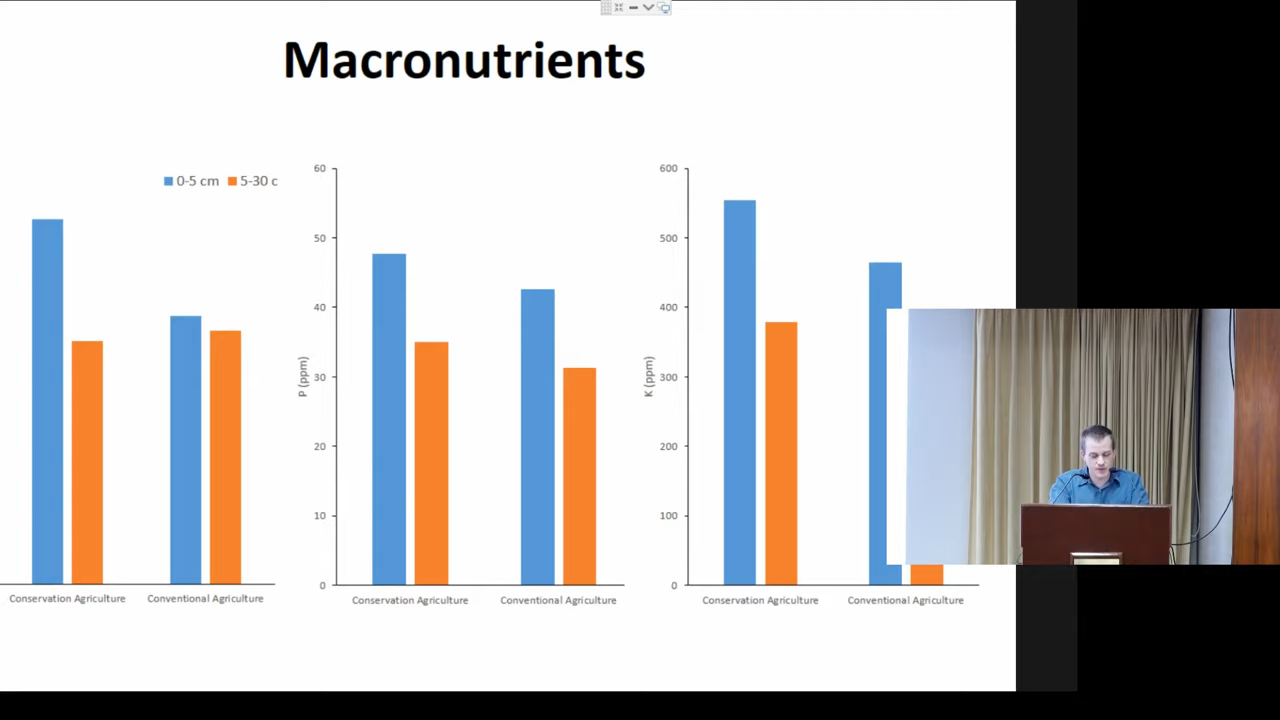 Macronutrients
0-5 cm 5-30 c
Conservation Agriculture Conventional Agriculture
60
50
40
30
20
10
0
P (ppm)
Conservation Agriculture Conventional Agriculture
600
500
400
300
200
100
0
K (ppm)
Conservation Agriculture Conventional Agriculture